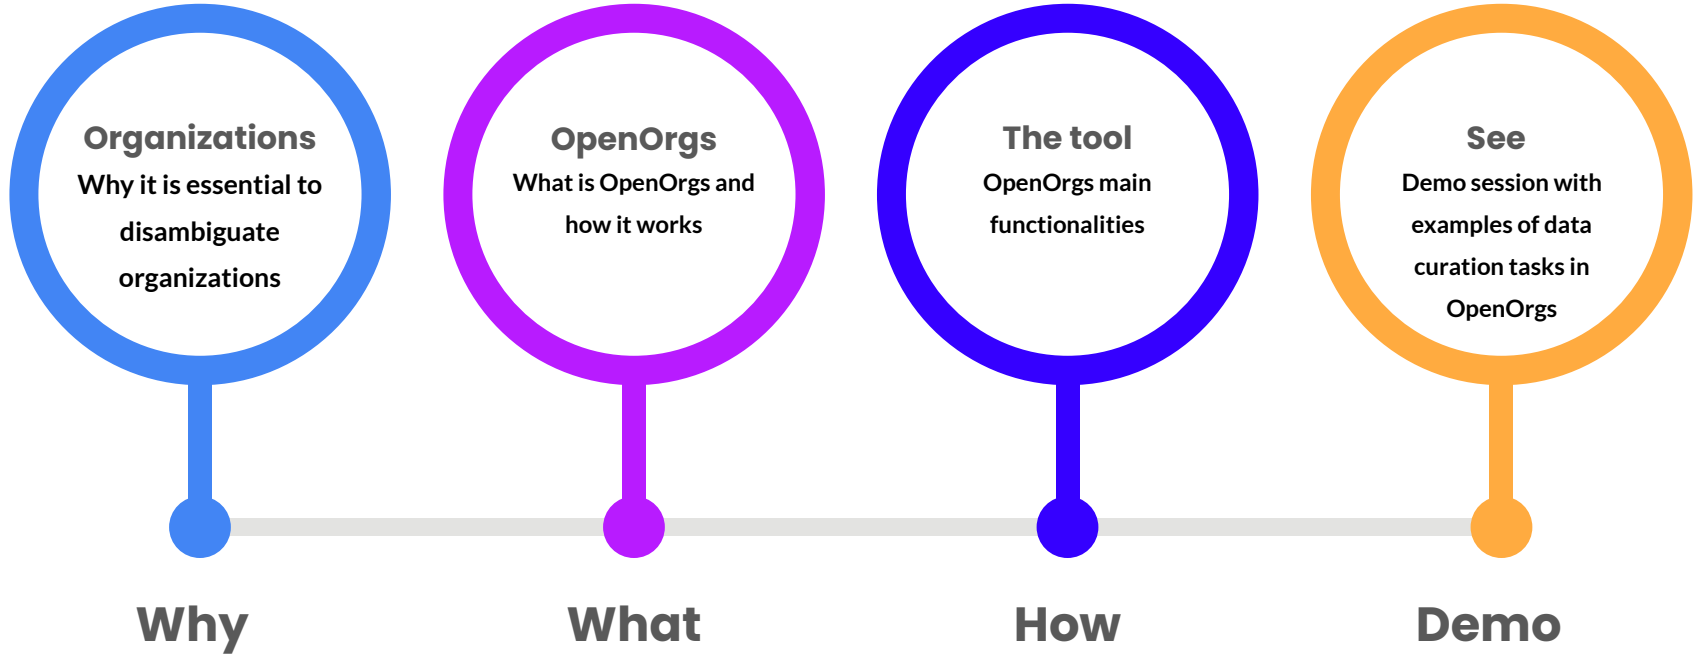 Organizations
Why it is essential to
disambiguate
organizations
OpenOrgs
What is OpenOrgs and
how it works
The tool
OpenOrgs main
functionalities
See
Demo session with
examples of data
curation tasks in
OpenOrgs
Why
What
How
Demo